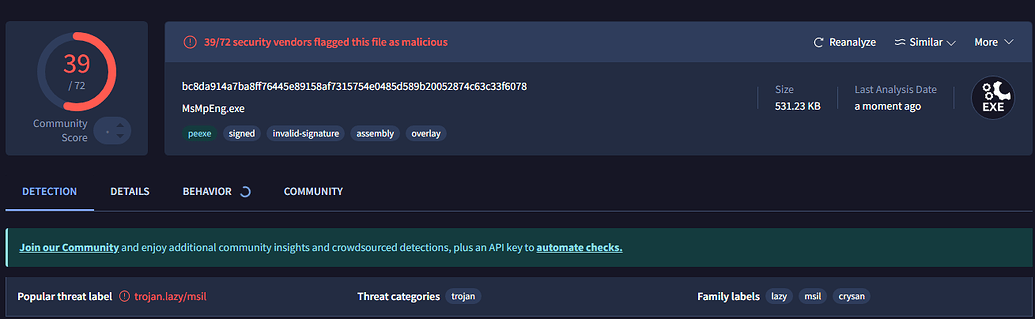 39
/ 72
Community
Score
39/72 security vendors flagged this file as malicious
Reanalyze
Similar
More
bc8da914a7ba8ff76445e89158af7315754e0485d589b20052874c63c33f6078
MsMpEng.exe
peexe
signed
invalid-signature
assembly
overlay
Size
531.23 KB
Last Analysis Date
a moment ago
EXE
DETECTION
DETAILS
BEHAVIOR
COMMUNITY
Join our Community and enjoy additional community insights and crowdsourced detections, plus an API key to automate checks.
Popular threat label
trojan.lazy/msil
Threat categories
trojan
Family labels
lazy
msil
crysan